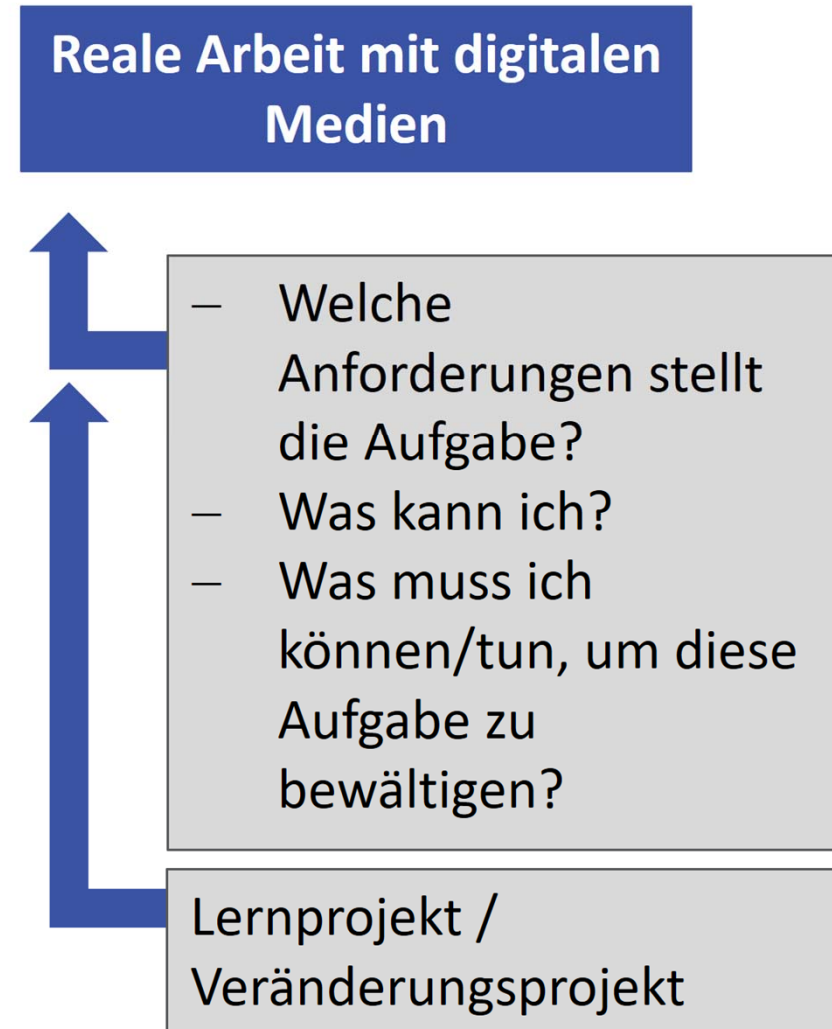 Reale Arbeit mit digitalen
Medien
– Welche
Anforderungen stellt
die Aufgabe?
– Was kann ich?
– Was muss ich
können/tun, um diese
Aufgabe zu
bewältigen?
Lernprojekt /
Veränderungsprojekt